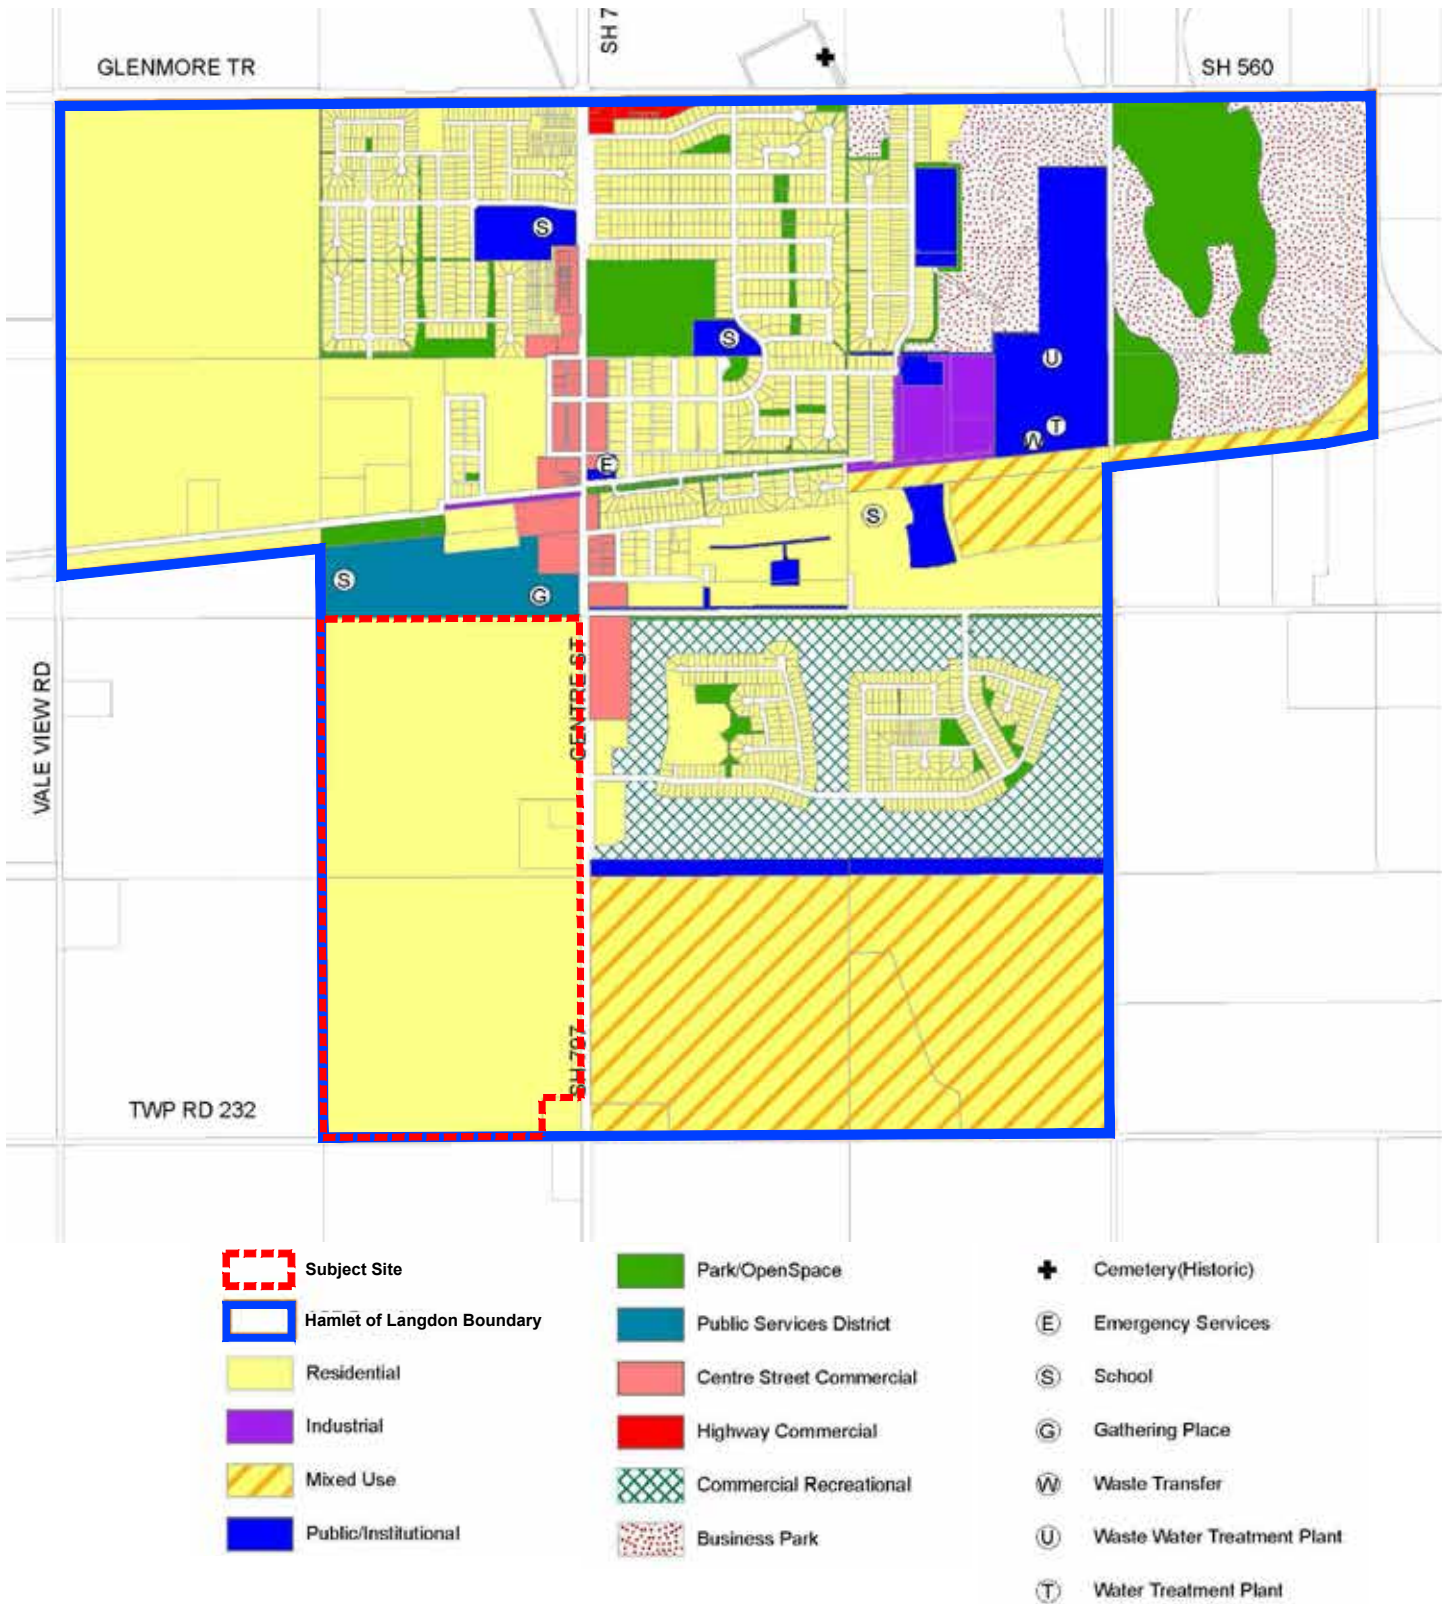 SH 7
GLENMORE TR
SH 560
S
S
U
T
W
E
S
S
G
CENTRE ST
VALE VIEW RD
SH 797
TWP RD 232
Subject Site
Hamlet of Langdon Boundary
Residential
Industrial
Mixed Use
Public/Institutional
Park/OpenSpace
Public Services District
Centre Street Commercial
Highway Commercial
Commercial Recreational
Business Park
Cemetery(Historic)
E Emergency Services
S School
G Gathering Place
W Waste Transfer
U Waste Water Treatment Plant
T Water Treatment Plant